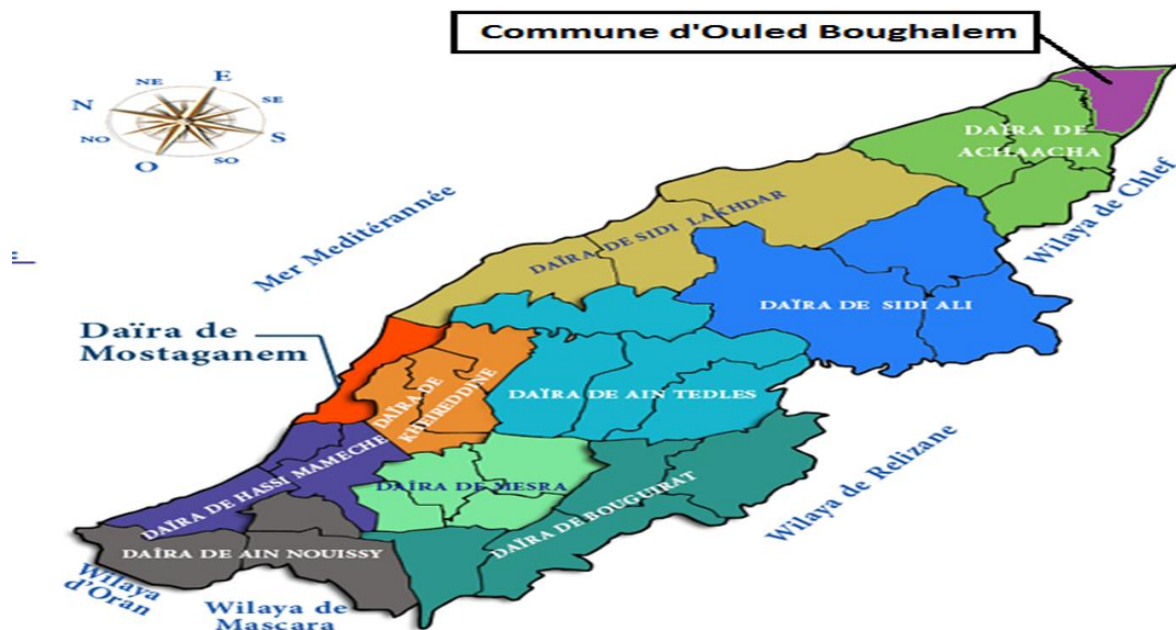 Commune d'Ouled Boughalem
NE
E
N
SE
NO
S
O
SO
DAÏRA DE
ACHAACHA
Wilaya de Chlef
Mer Meditérannée
DAÏRA DE SIDI LAKHDAR
DAÏRA DE SIDI ALI
Daïra de
Mostaganem
DAÏRA DE
KHEIREDDINE
DAÏRA DE AIN TEDLES
Wilaya de Relizane
DAÏRA DE HASSI MAMECHE
DAÏRA DE MESRA
DAÏRA DE BOUGUIRAT
DAÏRA DE AIN NOUISSY
Wilaya
d'Oran
Wilaya de
Mascara